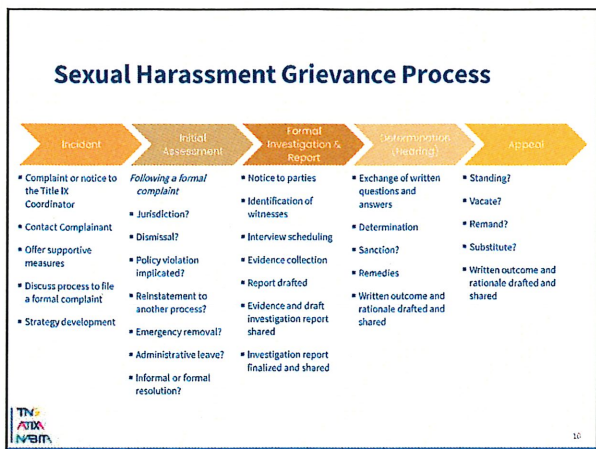 Sexual Harassment Grievance Process
Incident
Initial
Assessment
Formal
Investigation &
Report
Determination
(Hearing)
Appeal
▪ Complaint or notice to
the Title IX
Coordinator
▪ Contact Complainant
▪ Offer supportive
measures
▪ Discuss process to file
a formal complaint
▪ Strategy development
Following a formal
complaint
▪ Jurisdiction?
▪ Dismissal?
▪ Policy violation
implicated?
▪ Reinstatement to
another process?
▪ Emergency removal?
▪ Administrative leave?
▪ Informal or formal
resolution?
▪ Notice to parties
▪ Identification of
witnesses
▪ Interview scheduling
▪ Evidence collection
▪ Report drafted
▪ Evidence and draft
investigation report
shared
▪ Investigation report
finalized and shared
▪ Exchange of written
questions and
answers
▪ Determination
▪ Sanction?
▪ Remedies
▪ Written outcome and
rationale drafted and
shared
▪ Standing?
▪ Vacate?
▪ Remand?
▪ Substitute?
▪ Written outcome and
rationale drafted and
shared
TNG
ATIXA
NABITA